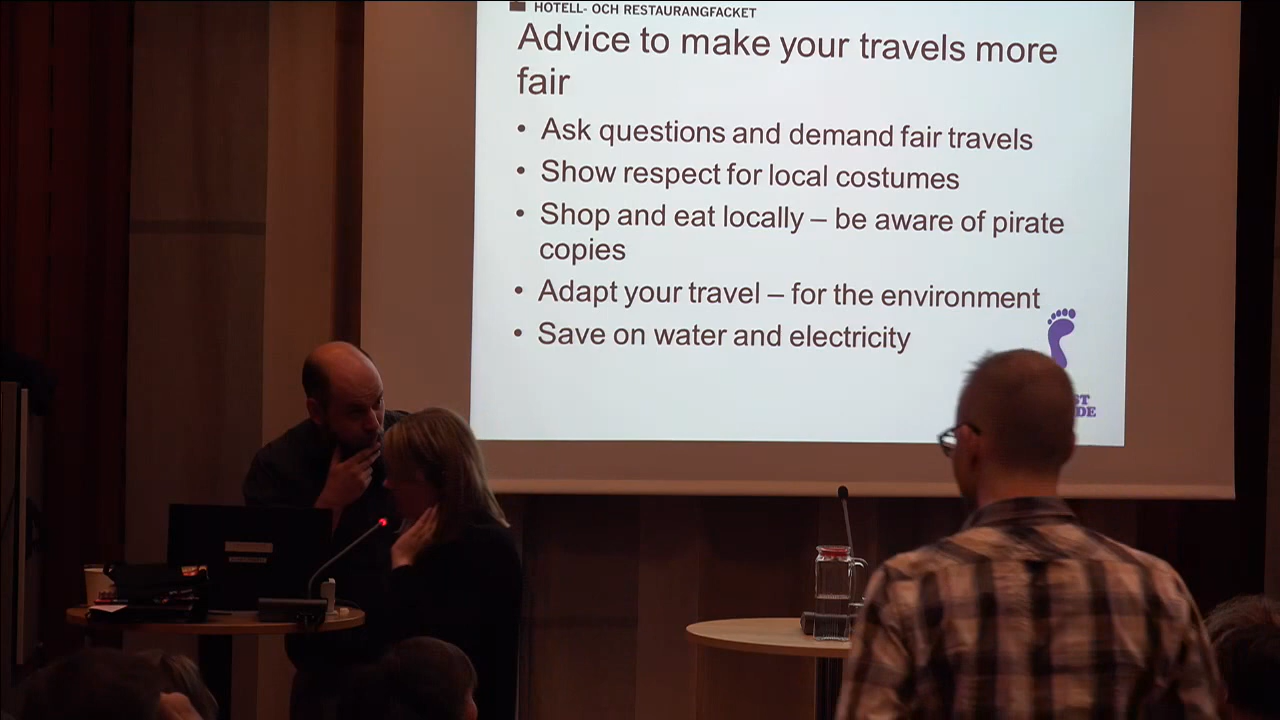 HOTELL- OCH RESTAURANGFACKET
Advice to make your travels more
fair
• Ask questions and demand fair travels
• Show respect for local costumes
• Shop and eat locally – be aware of pirate
copies
• Adapt your travel – for the environment
• Save on water and electricity